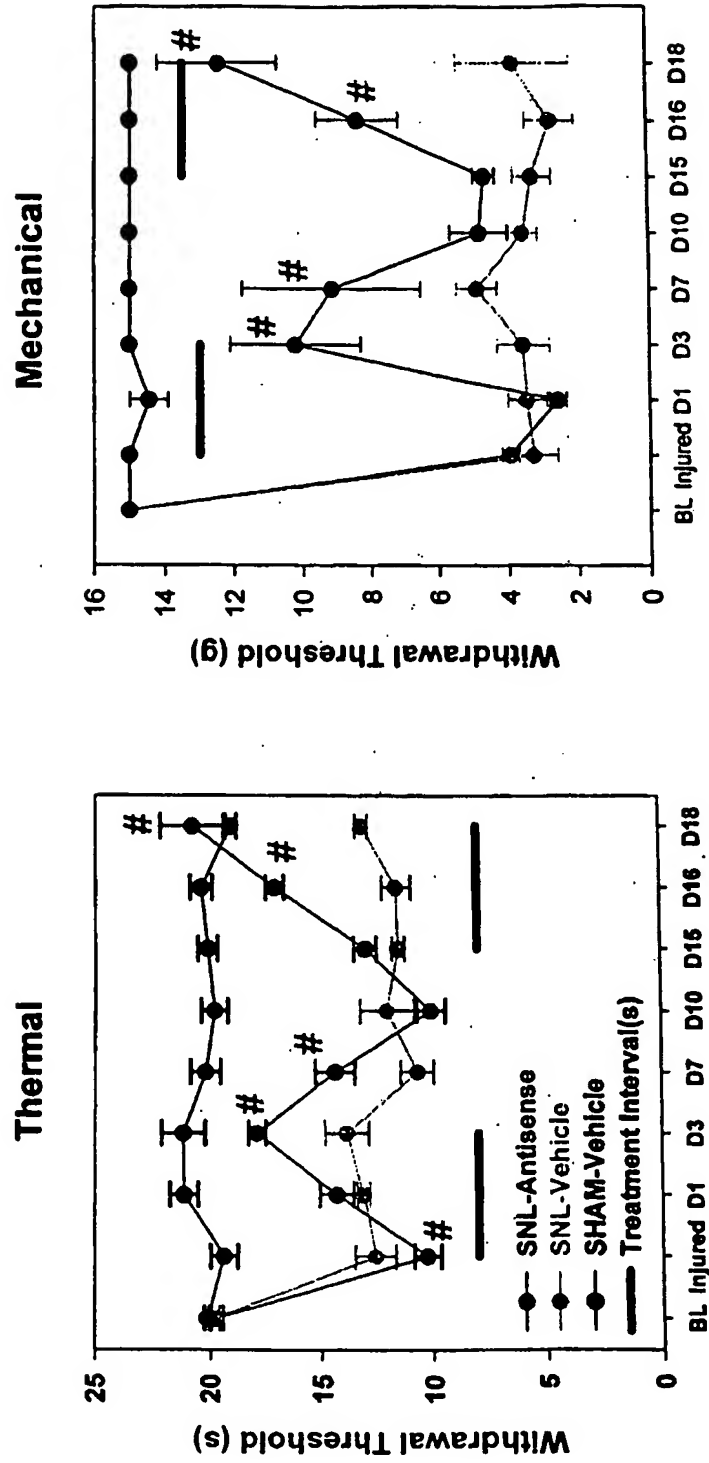 Thermal
Withdrawal Threshold (s)
25
20
15
10
5
0
#
#
#
#
#
SNL-Antisense
SNL-Vehicle
SHAM-Vehicle
Treatment Interval(s)
BL Injured D1 D3 D7 D10 D15 D16 D18
Mechanical
Withdrawal Threshold (g)
16
14
12
10
8
6
4
2
0
#
#
#
#
BL Injured D1 D3 D7 D10 D15 D16 D18